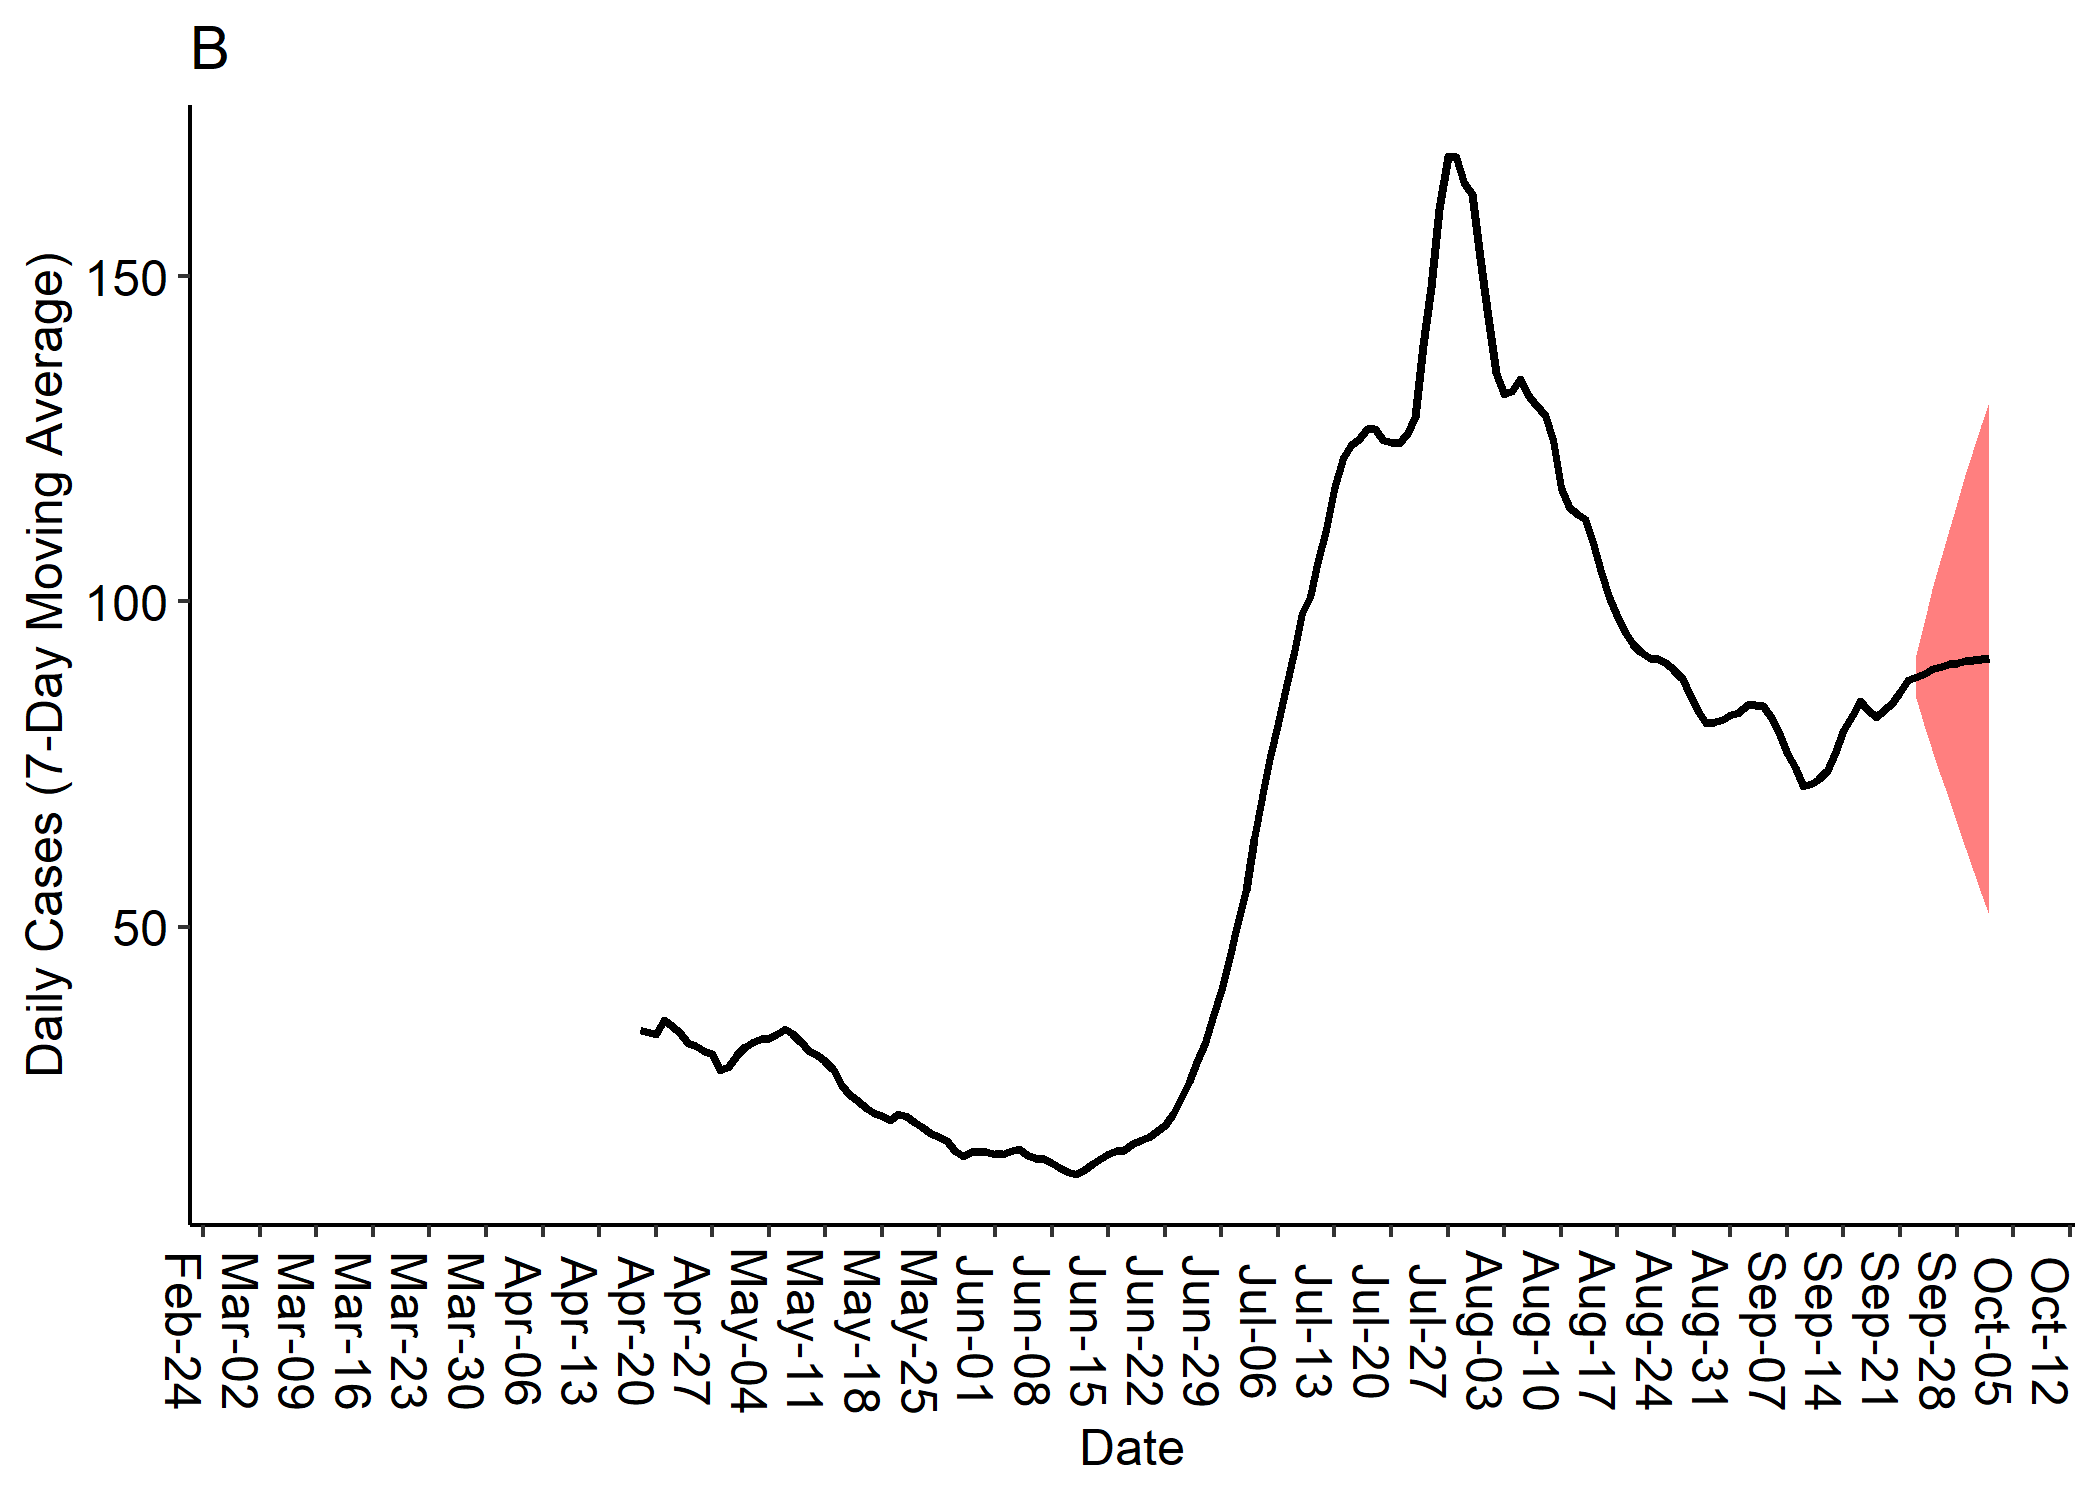 B
Daily Cases (7-Day Moving Average)
150
100
50
Feb-24
Mar-02
Mar-09
Mar-16
Mar-23
Mar-30
Apr-06
Apr-13
Apr-20
Apr-27
May-04
May-11
May-18
May-25
Jun-01
Jun-08
Jun-15
Jun-22
Jun-29
Jul-06
Jul-13
Jul-20
Jul-27
Aug-03
Aug-10
Aug-17
Aug-24
Aug-31
Sep-07
Sep-14
Sep-21
Sep-28
Oct-05
Oct-12
Date